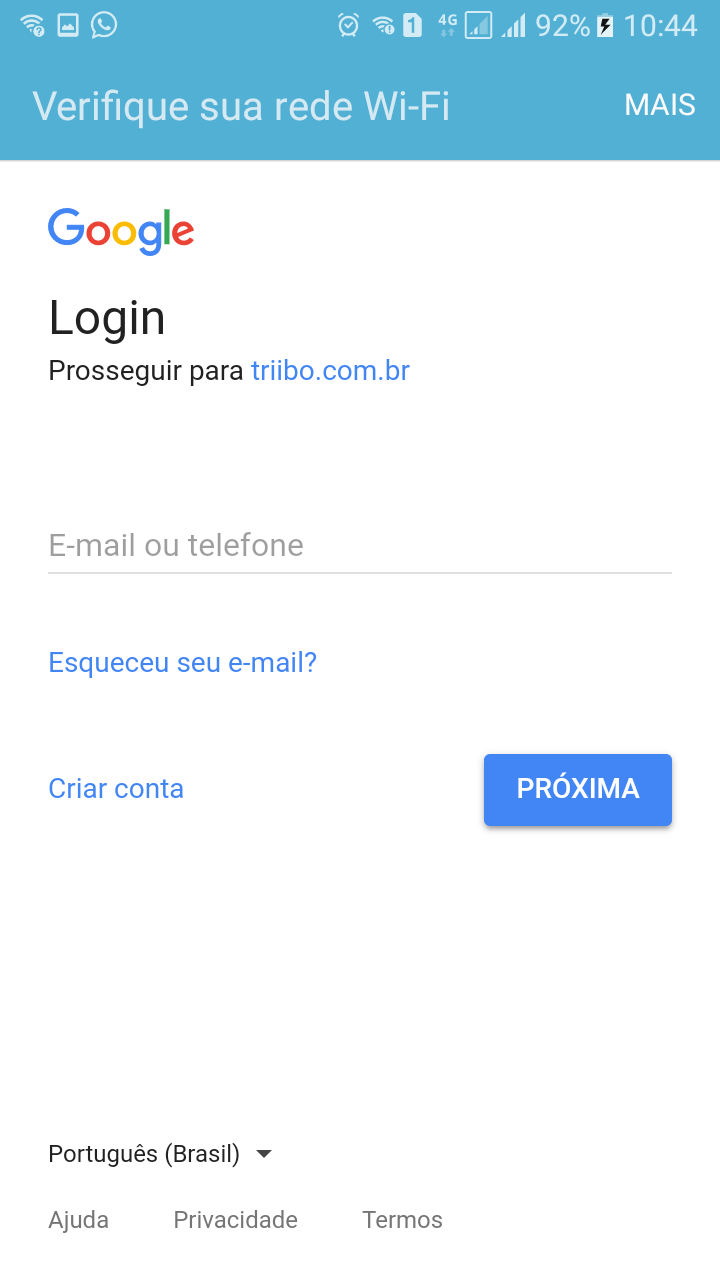 1 4G 92% 10:44
Verifique sua rede Wi-Fi MAIS
Google
Login
Prosseguir para triibo.com.br
E-mail ou telefone
Esqueceu seu e-mail?
Criar conta PRÓXIMA
Português (Brasil)
Ajuda Privacidade Termos